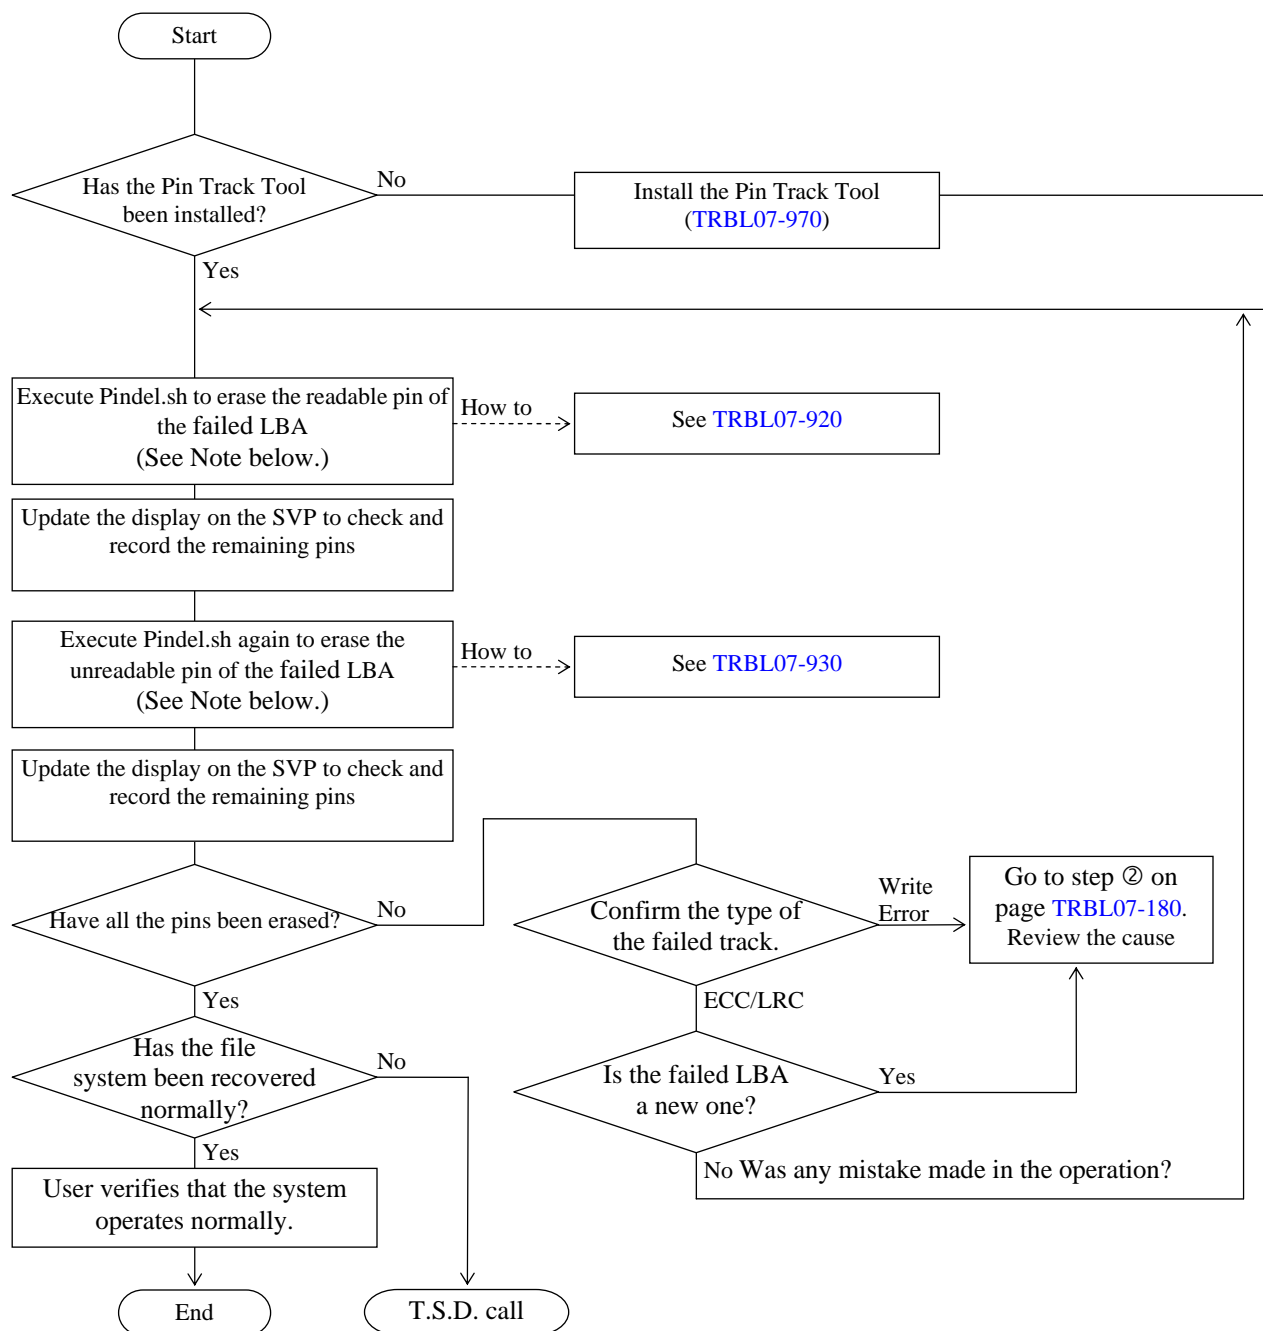 Start
Has the Pin Track Tool
been installed?
No
Install the Pin Track Tool
(TRBL07-970)
Yes
Execute Pindel.sh to erase the readable pin of
the failed LBA
(See Note below.)
How to
See TRBL07-920
Update the display on the SVP to check and
record the remaining pins
Execute Pindel.sh again to erase the
unreadable pin of the failed LBA
(See Note below.)
How to
See TRBL07-930
Update the display on the SVP to check and
record the remaining pins
Have all the pins been erased?
No
Confirm the type of
the failed track.
Write
Error
Go to step ② on
page TRBL07-180.
Review the cause
Yes
ECC/LRC
Has the file
system been recovered
normally?
No
Is the failed LBA
a new one?
Yes
Yes
No Was any mistake made in the operation?
User verifies that the system
operates normally.
End
T.S.D. call